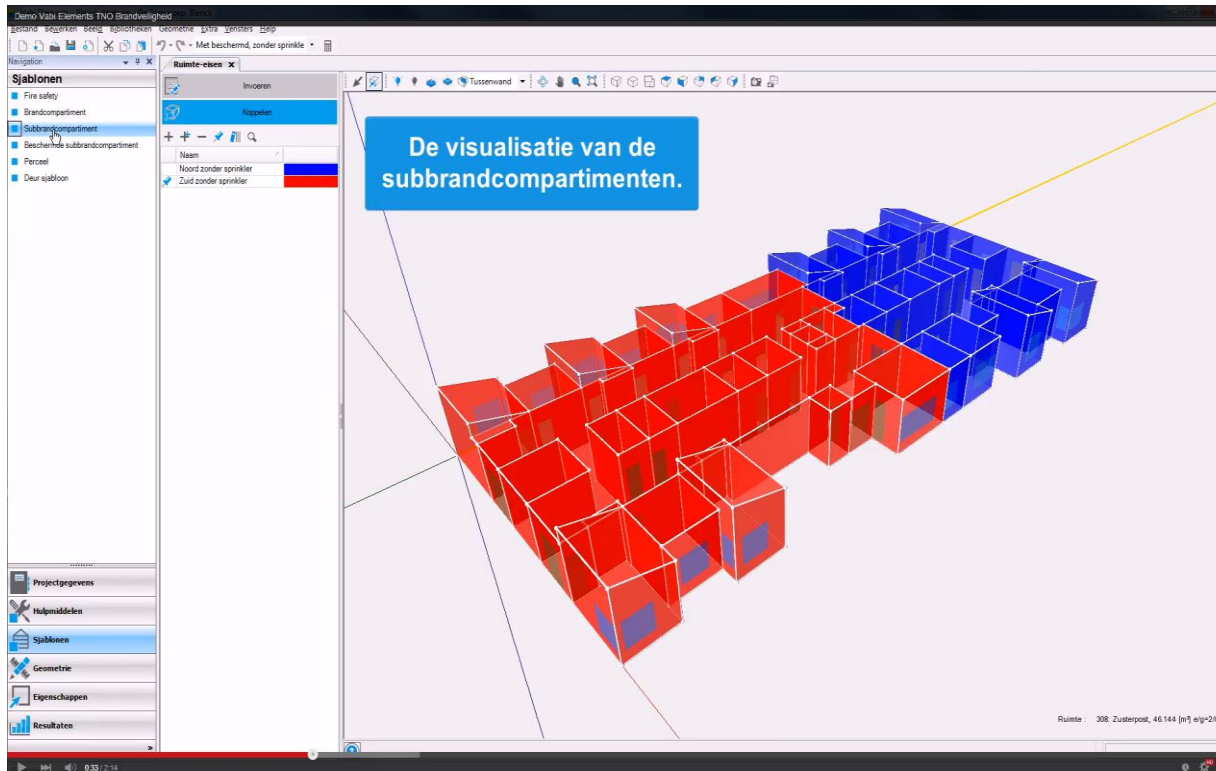 Demo Vabi Elements TNO Brandveiligheid
Bestand Bewerken Beeld Bibliotheken Geometrie Extra Vensters Help
Met beschermd, zonder sprinkle
Navigation
Ruimte-eisen X
Sjablonen
Fire safety
Brandcompartiment
Subbrandcompartiment
Beschermde subbrandcompartiment
Perceel
Deur sjabloon
Invoeren
Koppelen
Naam
Noord zonder sprinkler
Zuid zonder sprinkler
Tussenwand
De visualisatie van de
subbrandcompartimenten.
Projectgegevens
Hulpmiddelen
Sjablonen
Geometrie
Eigenschappen
Resultaten
Ruimte : 308. Zusterpost, 46.144 [m³] e/g=2/
0:33 / 2:14